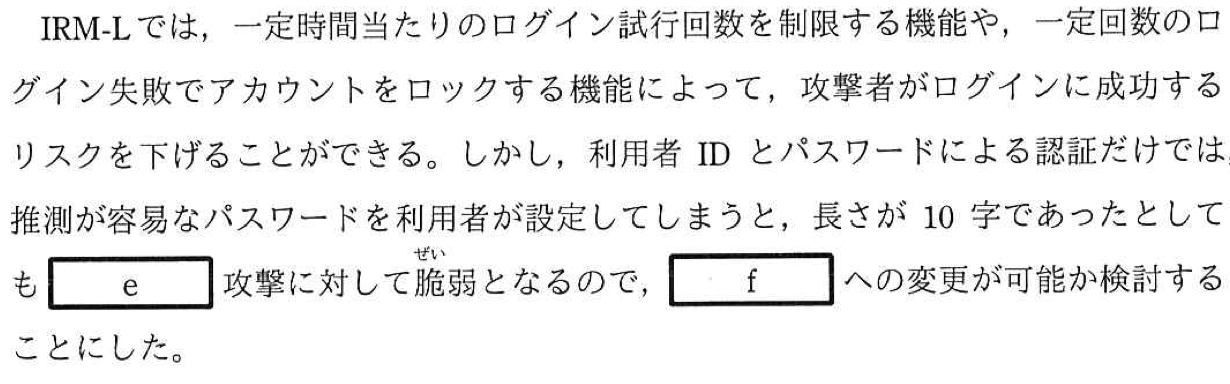 IRM-Lでは，一定時間当たりのログイン試行回数を制限する機能や，一定回数のロ
グイン失敗でアカウントをロックする機能によって，攻撃者がログインに成功する
リスクを下げることができる。しかし，利用者 ID とパスワードによる認証だけでは，
推測が容易なパスワードを利用者が設定してしまうと，長さが 10 字であったとして
ぜい
も e 攻撃に対して脆弱となるので， f への変更が可能か検討する
ことにした。